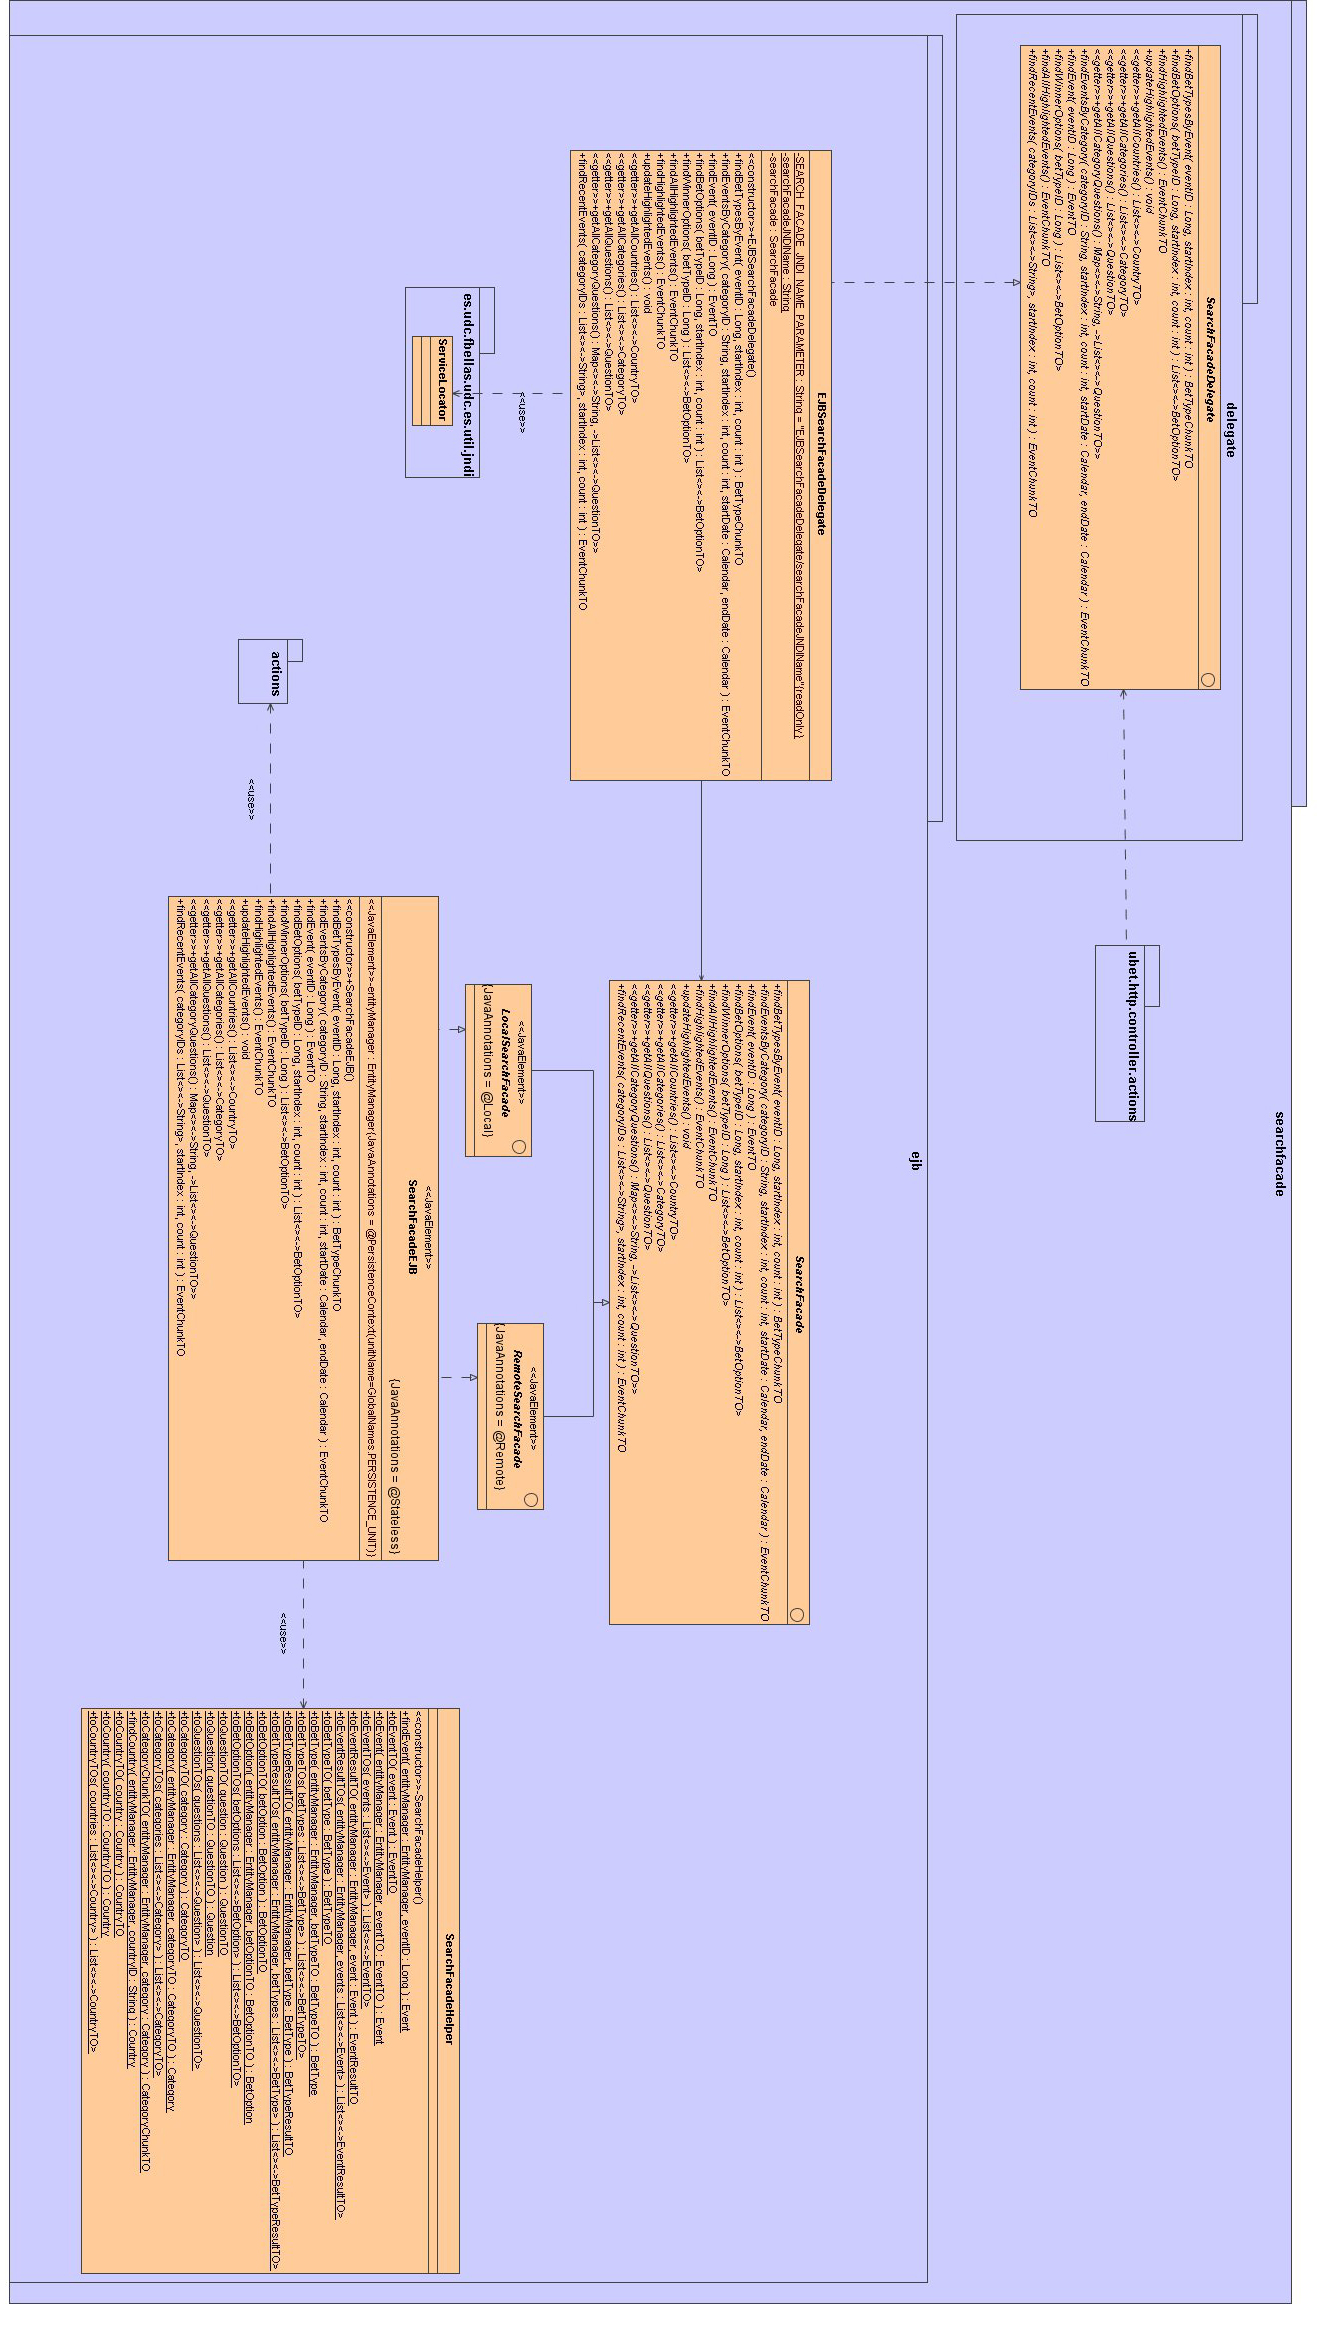 searchfacade
delegate
SearchFacadeDelegate
+findBetTypesByEvent( eventID : Long, startIndex : int, count : int ) : BetTypeChunkTO
+findBetOptions( betTypeID : Long, startIndex : int, count : int ) : List<><->BetOptionTO>
+findHighlightedEvents() : EventChunkTO
+updateHighlightedEvents() : void
<<getter>>+getAllCountries() : List<><->CountryTO>
<<getter>>+getAllCategories() : List<><->CategoryTO>
<<getter>>+getAllQuestions() : List<><->QuestionTO>
<<getter>>+getAllCategoryQuestions() : Map<><->String, ->List<><->QuestionTO>>
+findEventsByCategory( categoryID : String, startIndex : int, count : int, startDate : Calendar, endDate : Calendar ) : EventChunkTO
+findEvent( eventID : Long ) : EventTO
+findWinnerOptions( betTypeID : Long ) : List<><->BetOptionTO>
+findAllHighlightedEvents() : EventChunkTO
+findRecentEvents( categoryIDs : List<><->String>, startIndex : int, count : int ) : EventChunkTO
ubet.http.controller.actions
ejb
EJBSearchFacadeDelegate
-SEARCH_FACADE_JNDI_NAME_PARAMETER : String = "EJBSearchFacadeDelegate/searchFacadeJNDIName"{readOnly}
-searchFacadeJNDIName : String
-searchFacade : SearchFacade
<<constructor>>+EJBSearchFacadeDelegate()
+findBetTypesByEvent( eventID : Long, startIndex : int, count : int ) : BetTypeChunkTO
+findEventsByCategory( categoryID : String, startIndex : int, count : int, startDate : Calendar, endDate : Calendar ) : EventChunkTO
+findEvent( eventID : Long ) : EventTO
+findBetOptions( betTypeID : Long, startIndex : int, count : int ) : List<><->BetOptionTO>
+findWinnerOptions( betTypeID : Long ) : List<><->BetOptionTO>
+findAllHighlightedEvents() : EventChunkTO
+findHighlightedEvents() : EventChunkTO
+updateHighlightedEvents() : void
<<getter>>+getAllCountries() : List<><->CountryTO>
<<getter>>+getAllCategories() : List<><->CategoryTO>
<<getter>>+getAllQuestions() : List<><->QuestionTO>
<<getter>>+getAllCategoryQuestions() : Map<><->String, ->List<><->QuestionTO>>
+findRecentEvents( categoryIDs : List<><->String>, startIndex : int, count : int ) : EventChunkTO
SearchFacade
+findBetTypesByEvent( eventID : Long, startIndex : int, count : int ) : BetTypeChunkTO
+findEventsByCategory( categoryID : String, startIndex : int, count : int, startDate : Calendar, endDate : Calendar ) : EventChunkTO
+findEvent( eventID : Long ) : EventTO
+findBetOptions( betTypeID : Long, startIndex : int, count : int ) : List<><->BetOptionTO>
+findWinnerOptions( betTypeID : Long ) : List<><->BetOptionTO>
+findAllHighlightedEvents() : EventChunkTO
+findHighlightedEvents() : EventChunkTO
+updateHighlightedEvents() : void
<<getter>>+getAllCountries() : List<><->CountryTO>
<<getter>>+getAllCategories() : List<><->CategoryTO>
<<getter>>+getAllQuestions() : List<><->QuestionTO>
<<getter>>+getAllCategoryQuestions() : Map<><->String, ->List<><->QuestionTO>>
+findRecentEvents( categoryIDs : List<><->String>, startIndex : int, count : int ) : EventChunkTO
<<use>>
es.udc.fbellas.udc.es.util.jndi
ServiceLocator
<<JavaElement>>
LocalSearchFacade
{JavaAnnotations = @Local}
<<JavaElement>>
RemoteSearchFacade
{JavaAnnotations = @Remote}
actions
<<use>>
<<JavaElement>>
SearchFacadeEJB
{JavaAnnotations = @Stateless}
<<JavaElement>>-entityManager : EntityManager{JavaAnnotations = @PersistenceContext(unitName=GlobalNames.PERSISTENCE_UNIT)}
<<constructor>>+SearchFacadeEJB()
+findBetTypesByEvent( eventID : Long, startIndex : int, count : int ) : BetTypeChunkTO
+findEventsByCategory( categoryID : String, startIndex : int, count : int, startDate : Calendar, endDate : Calendar ) : EventChunkTO
+findEvent( eventID : Long ) : EventTO
+findBetOptions( betTypeID : Long, startIndex : int, count : int ) : List<><->BetOptionTO>
+findWinnerOptions( betTypeID : Long ) : List<><->BetOptionTO>
+findAllHighlightedEvents() : EventChunkTO
+findHighlightedEvents() : EventChunkTO
+updateHighlightedEvents() : void
<<getter>>+getAllCountries() : List<><->CountryTO>
<<getter>>+getAllCategories() : List<><->CategoryTO>
<<getter>>+getAllQuestions() : List<><->QuestionTO>
<<getter>>+getAllCategoryQuestions() : Map<><->String, ->List<><->QuestionTO>>
+findRecentEvents( categoryIDs : List<><->String>, startIndex : int, count : int ) : EventChunkTO
<<use>>
SearchFacadeHelper
<<constructor>>-SearchFacadeHelper()
+findEvent( entityManager : EntityManager, eventID : Long ) : Event
+toEventTO( event : Event ) : EventTO
+toEvent( entityManager : EntityManager, eventTO : EventTO ) : Event
+toEventTOs( events : List<><->Event> ) : List<><->EventTO>
+toEventResultTO( entityManager : EntityManager, event : Event ) : EventResultTO
+toEventResultTOs( entityManager : EntityManager, events : List<><->Event> ) : List<><->EventResultTO>
+toBetTypeTO( betType : BetType ) : BetTypeTO
+toBetType( entityManager : EntityManager, betTypeTO : BetTypeTO ) : BetType
+toBetTypeTOs( betTypes : List<><->BetType> ) : List<><->BetTypeTO>
+toBetTypeResultTO( entityManager : EntityManager, betType : BetType ) : BetTypeResultTO
+toBetTypeResultTOs( entityManager : EntityManager, betTypes : List<><->BetType> ) : List<><->BetTypeResultTO>
+toBetOptionTO( betOption : BetOption ) : BetOptionTO
+toBetOption( entityManager : EntityManager, betOptionTO : BetOptionTO ) : BetOption
+toBetOptionTOs( betOptions : List<><->BetOption> ) : List<><->BetOptionTO>
+toQuestionTO( question : Question ) : QuestionTO
+toQuestion( questionTO : QuestionTO ) : Question
+toQuestionTOs( questions : List<><->Question> ) : List<><->QuestionTO>
+toCategoryTO( category : Category ) : CategoryTO
+toCategory( entityManager : EntityManager, categoryTO : CategoryTO ) : Category
+toCategoryTOs( categories : List<><->Category> ) : List<><->CategoryTO>
+toCategoryChunkTO( entityManager : EntityManager, category : Category ) : CategoryChunkTO
+findCountry( entityManager : EntityManager, countryID : String ) : Country
+toCountryTO( country : Country ) : CountryTO
+toCountry( countryTO : CountryTO ) : Country
+toCountryTOs( countries : List<><->Country> ) : List<><->CountryTO>